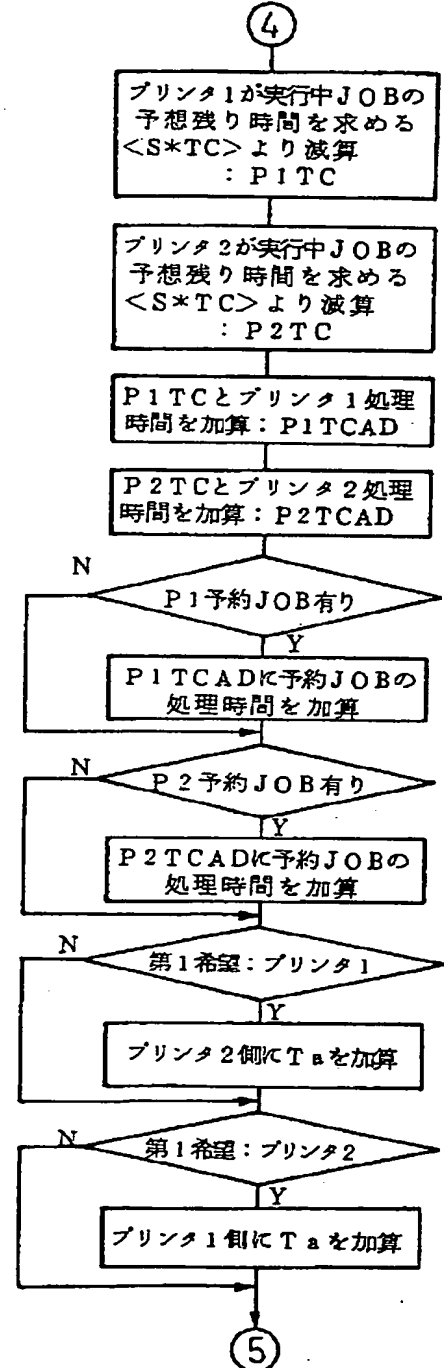 ④
プリンタ1が実行中JOBの
予想残り時間を求める
<S*TC>より減算
:P1TC
プリンタ2が実行中JOBの
予想残り時間を求める
<S*TC>より減算
:P2TC
P1TCとプリンタ1処理
時間を加算:P1TCAD
P2TCとプリンタ2処理
時間を加算:P2TCAD
N
P1予約JOB有り
Y
P1TCADに予約JOBの
処理時間を加算
N
P2予約JOB有り
Y
P2TCADに予約JOBの
処理時間を加算
N
第1希望:プリンタ1
Y
プリンタ2側にTaを加算
N
第1希望:プリンタ2
Y
プリンタ1側にTaを加算
⑤